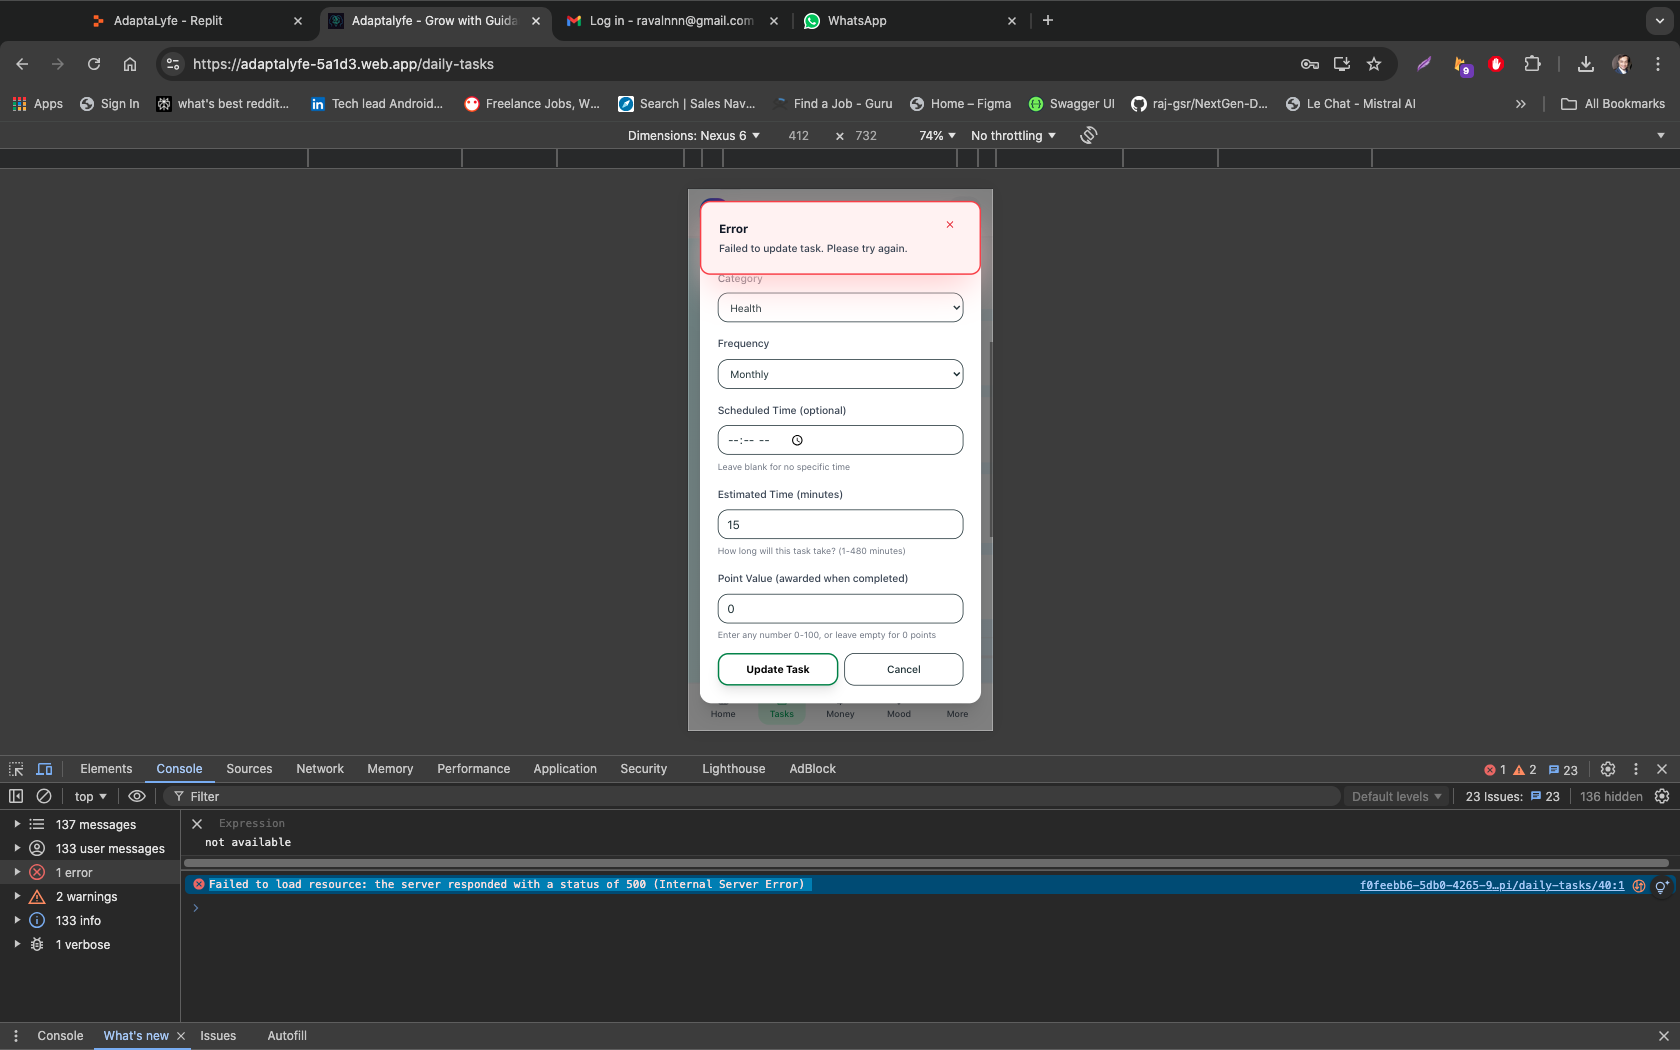 AdaptaLyfe - Replit
Adaptalyfe - Grow with Guida
Log in - ravalnnn@gmail.com
WhatsApp
https://adaptalyfe-5a1d3.web.app/daily-tasks
9
Apps
Sign In
what's best reddit...
Tech lead Android...
Freelance Jobs, W...
Search | Sales Nav...
Find a Job - Guru
Home – Figma
Swagger UI
raj-gsr/NextGen-D...
Le Chat - Mistral AI
All Bookmarks
Dimensions: Nexus 6
412 × 732
74%
No throttling
Error
Failed to update task. Please try again.
Category
Health
Frequency
Monthly
Scheduled Time (optional)
--:-- --
Leave blank for no specific time
Estimated Time (minutes)
15
How long will this task take? (1-480 minutes)
Point Value (awarded when completed)
0
Enter any number 0-100, or leave empty for 0 points
Update Task
Cancel
Home
Tasks
Money
Mood
More
Elements
Console
Sources
Network
Memory
Performance
Application
Security
Lighthouse
AdBlock
1
2
23
top
Filter
Default levels
23 Issues:
23
136 hidden
137 messages
133 user messages
1 error
2 warnings
133 info
1 verbose
Expression
not available
Failed to load resource: the server responded with a status of 500 (Internal Server Error)
f0feebb6-5db0-4265-9…pi/daily-tasks/40:1
Console
What's new
Issues
Autofill